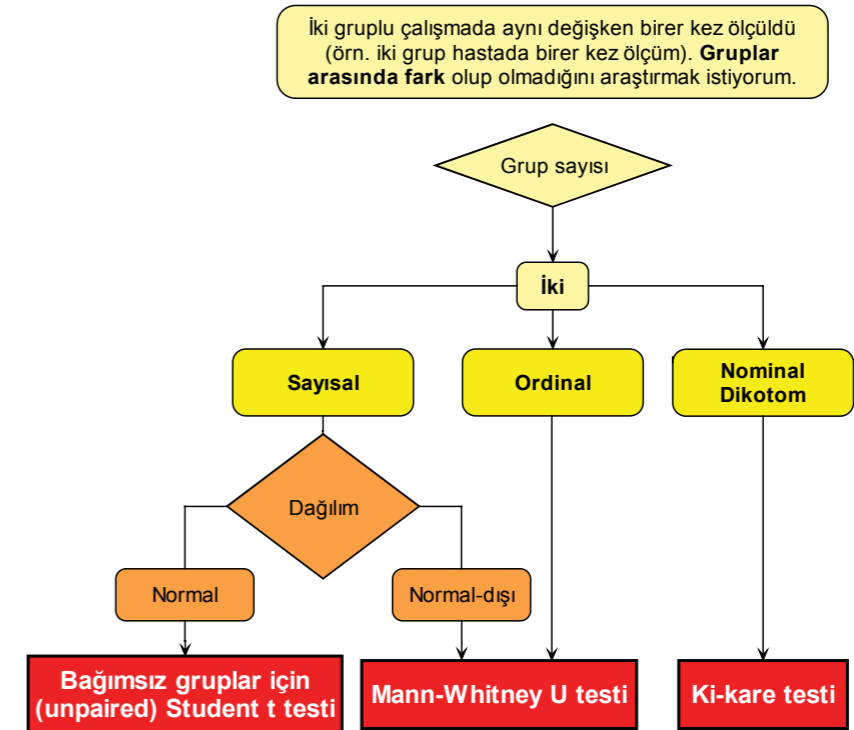 İki gruplu çalışmada aynı değişken birer kez ölçüldü
(örn. iki grup hastada birer kez ölçüm). Gruplar
arasında fark olup olmadığını araştırmak istiyorum.
Grup sayısı
İki
Sayısal
Ordinal
Nominal
Dikotom
Dağılım
Normal
Normal-dışı
Bağımsız gruplar için
(unpaired) Student t testi
Mann-Whitney U testi
Ki-kare testi